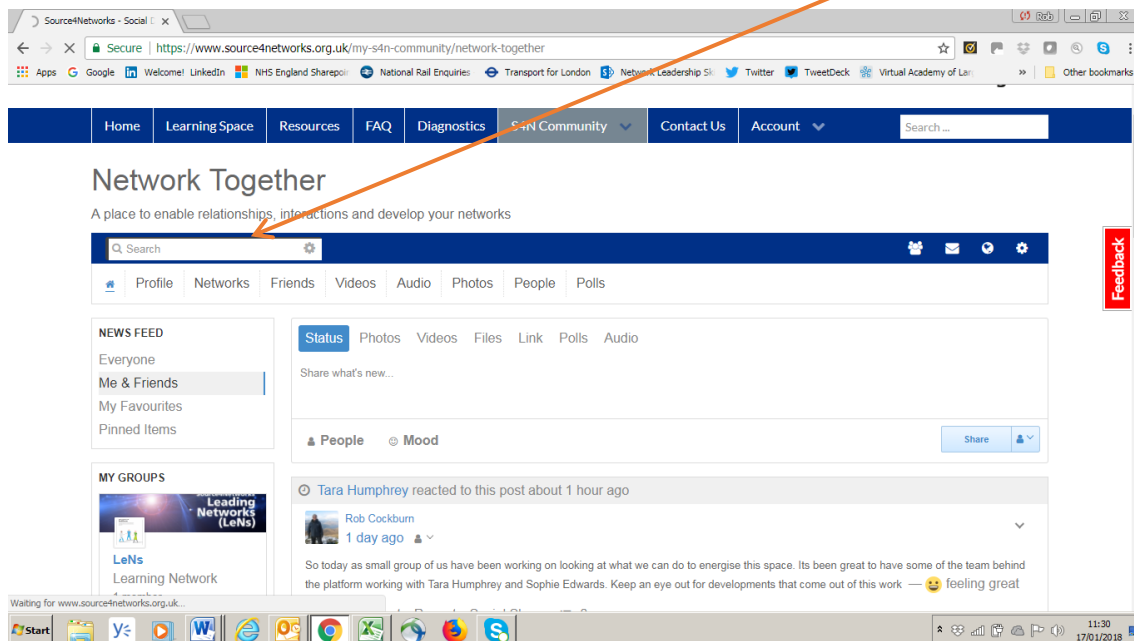 Source4Networks - Social
Rob
Secure | https://www.source4networks.org.uk/my-s4n-community/network-together
Apps Google Welcome! LinkedIn NHS England Sharepoin National Rail Enquiries Transport for London Network Leadership Sk Twitter TweetDeck Virtual Academy of Lar » Other bookmarks
Home Learning Space Resources FAQ Diagnostics S4N Community Contact Us Account Search ...
Network Together
A place to enable relationships, interactions and develop your networks
Search
Feedback
Profile Networks Friends Videos Audio Photos People Polls
NEWS FEED
Everyone
Me & Friends
My Favourites
Pinned Items
Status Photos Videos Files Link Polls Audio
Share what's new...
People Mood
Share
MY GROUPS
Leading
Networks
(LeNs)
LeNs
Learning Network
Tara Humphrey reacted to this post about 1 hour ago
Rob Cockburn
1 day ago
So today as small group of us have been working on looking at what we can do to energise this space. Its been great to have some of the team behind
the platform working with Tara Humphrey and Sophie Edwards. Keep an eye out for developments that come out of this work — feeling great
Waiting for www.source4networks.org.uk...
Start
11:30
17/01/2018